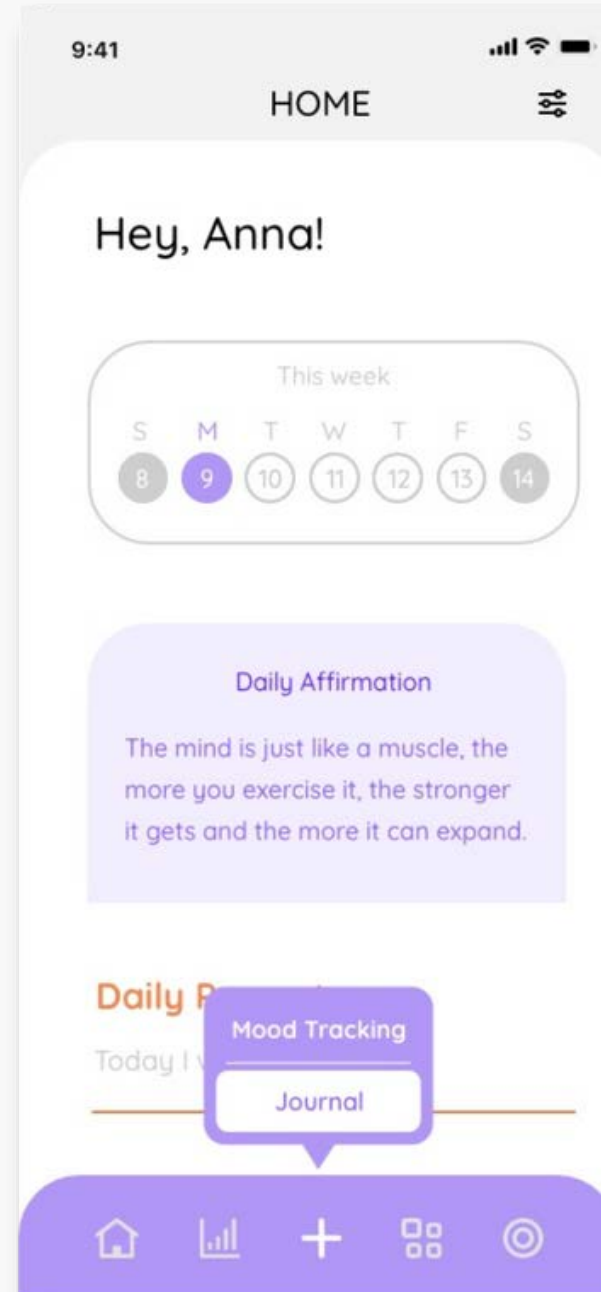 9:41
HOME
Hey, Anna!
This week
S M T W T F S
8 9 10 11 12 13 14
Daily Affirmation
The mind is just like a muscle, the
more you exercise it, the stronger
it gets and the more it can expand.
Daily
Today I
Mood Tracking
Journal